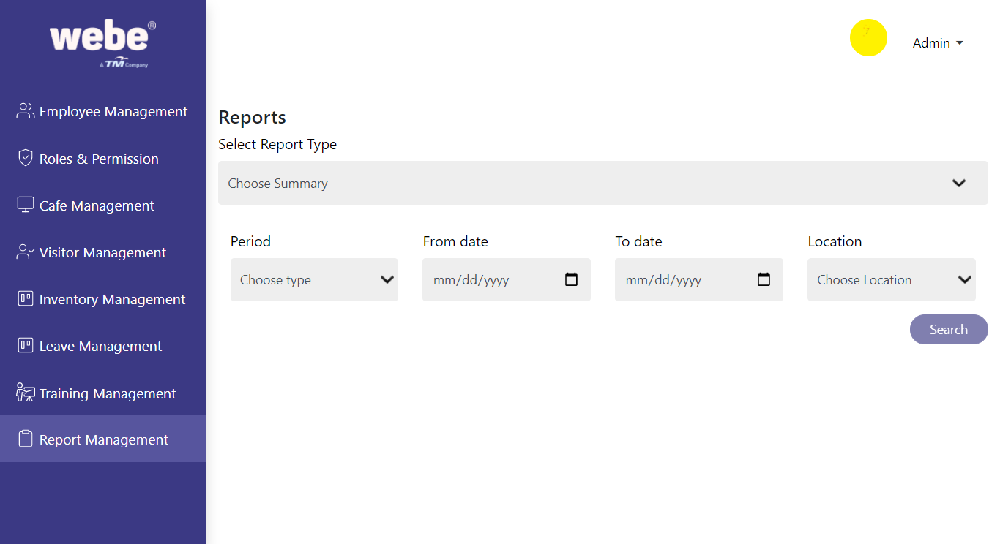 webe®
A TM Company
Employee Management
Roles & Permission
Cafe Management
Visitor Management
Inventory Management
Leave Management
Training Management
Report Management
Admin
Reports
Select Report Type
Choose Summary
Period From date To date Location
Choose type mm/dd/yyyy mm/dd/yyyy Choose Location
Search